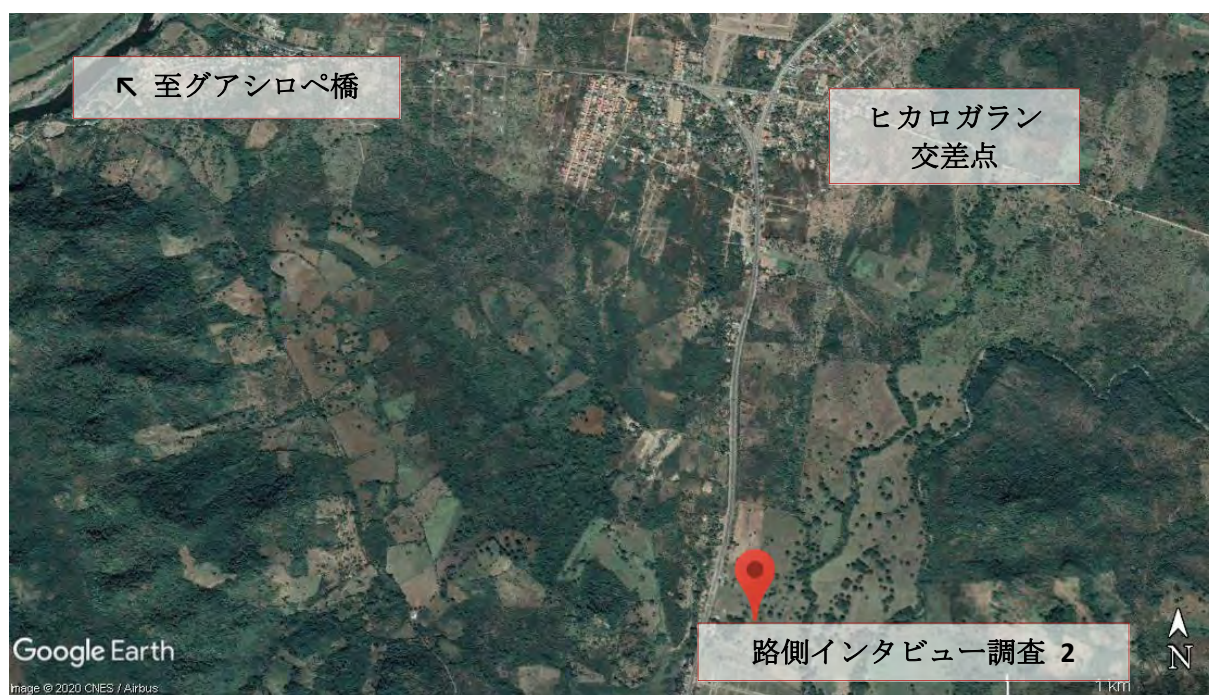 ↖ 至グアシロペ橋
ヒカロガラン
交差点
路側インタビュー調査 2
Google Earth
Image © 2020 CNES / Airbus
1 km
N